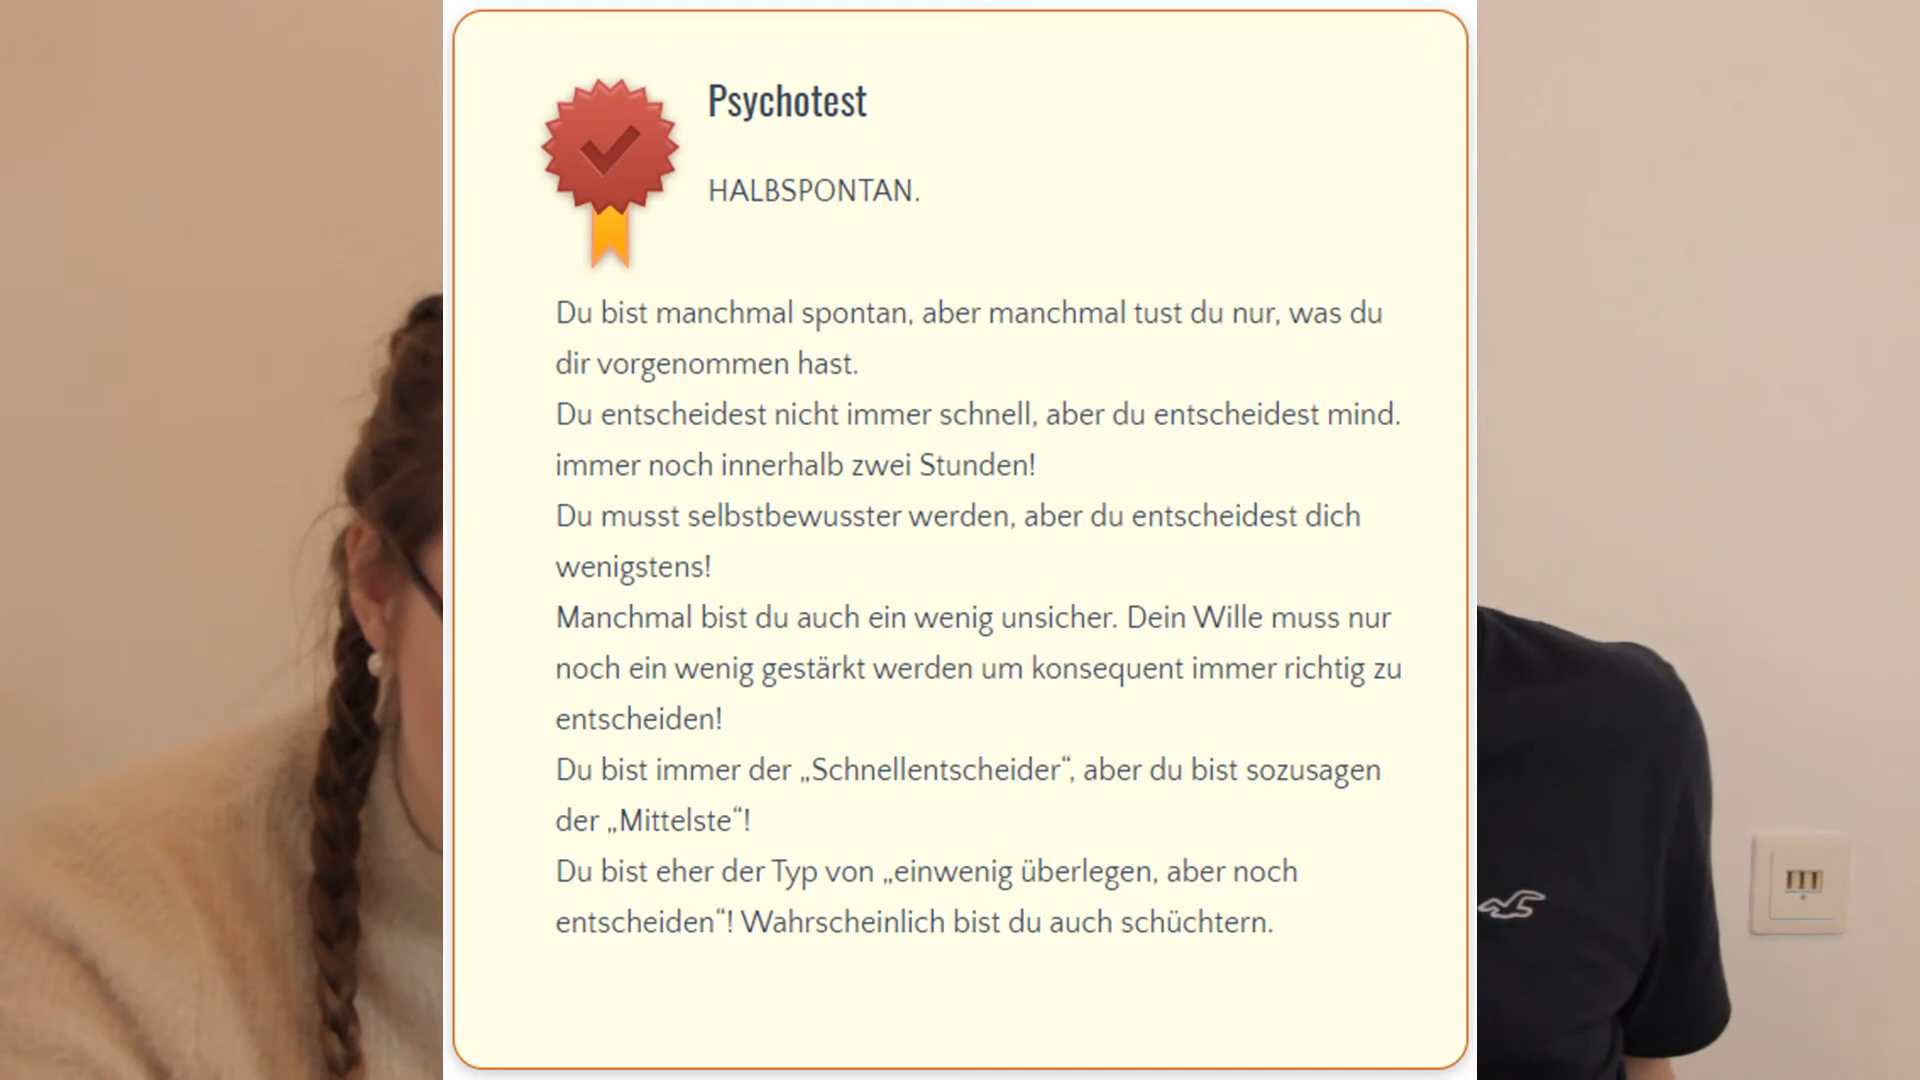 Psychotest
HALBSPONTAN.
Du bist manchmal spontan, aber manchmal tust du nur, was du
dir vorgenommen hast.
Du entscheidest nicht immer schnell, aber du entscheidest mind.
immer noch innerhalb zwei Stunden!
Du musst selbstbewusster werden, aber du entscheidest dich
wenigstens!
Manchmal bist du auch ein wenig unsicher. Dein Wille muss nur
noch ein wenig gestärkt werden um konsequent immer richtig zu
entscheiden!
Du bist immer der „Schnellentscheider“, aber du bist sozusagen
der „Mittelste“!
Du bist eher der Typ von „einwenig überlegen, aber noch
entscheiden“! Wahrscheinlich bist du auch schüchtern.